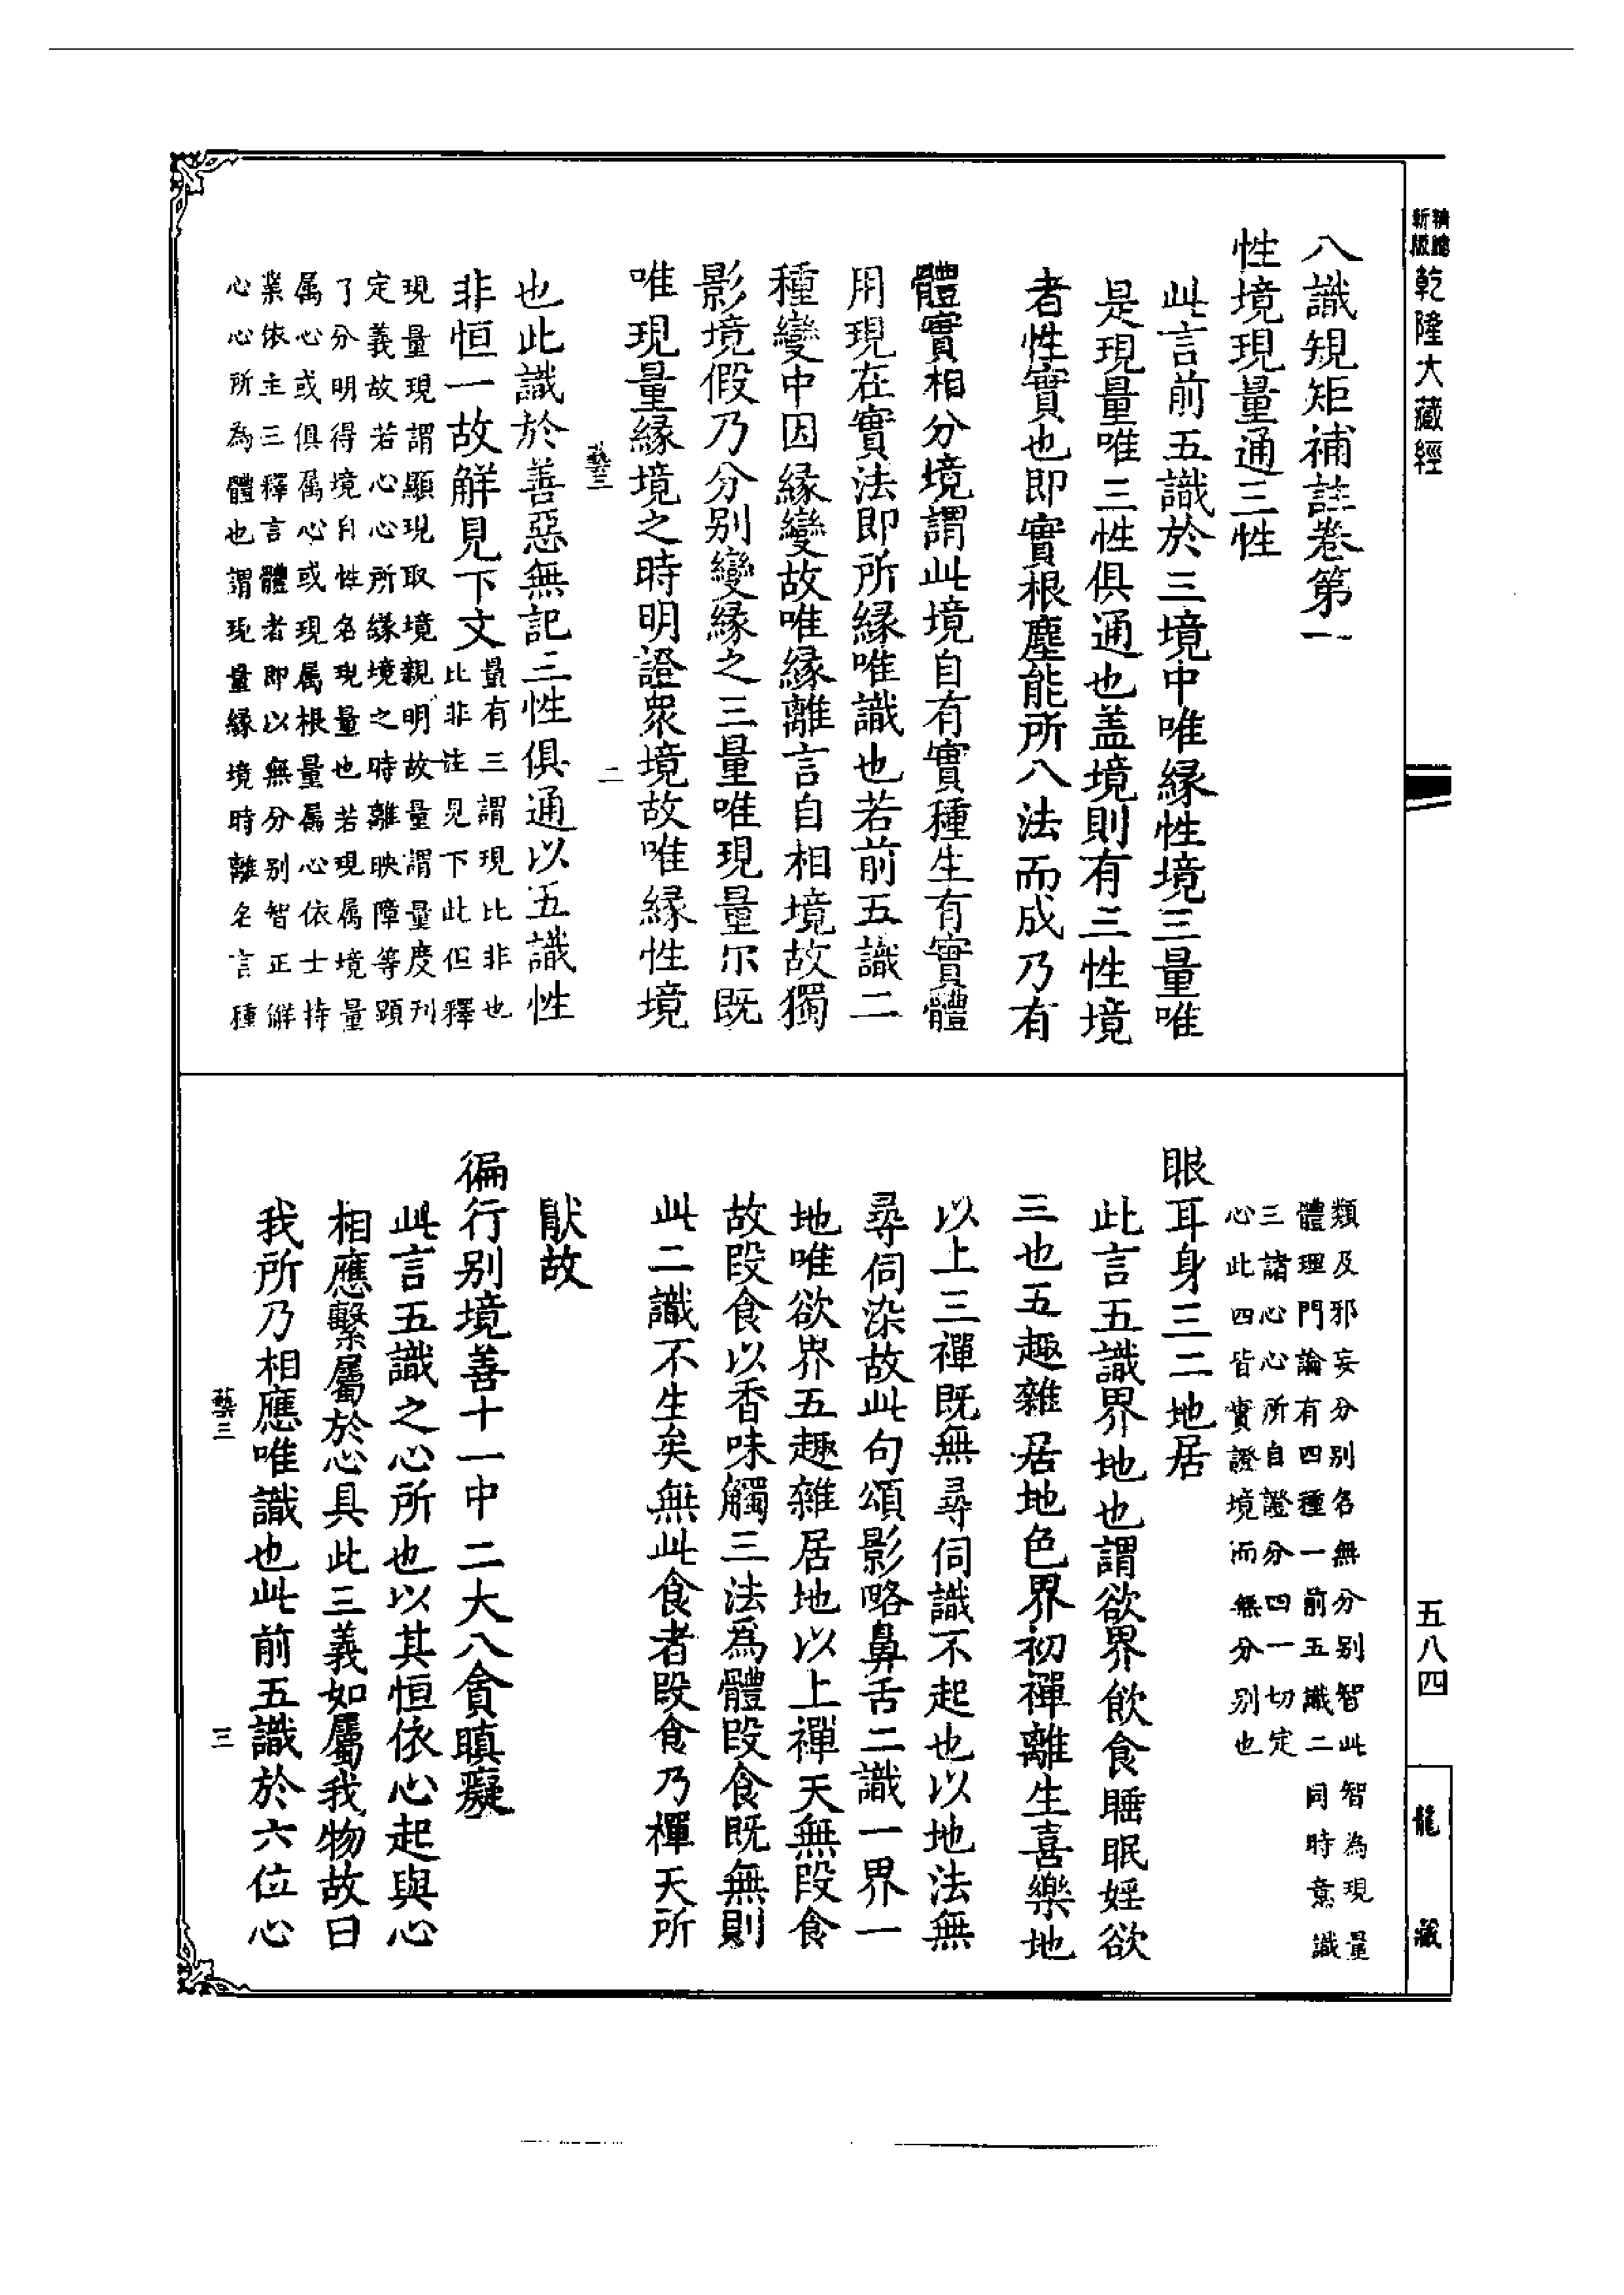 精縮新版乾隆大藏經
八識規矩補註卷第一
性境現量通三性
此言前五識於三境中唯緣性境三量唯
是現量唯三性俱通也盖境則有三性境
者性實也即實根塵能所八法而成乃有
體實相分境謂此境自有實種生有實體
用現在實法即所緣唯識也若前五識二
種變中因緣變故唯緣離言自相境故獨
影境假乃分别變緣之三量唯現量尔既
唯現量緣境之時明證衆境故唯緣性境
藝三
二
也此識於善惡無記三性俱通以五識性
非恒一故解見下文
量有三謂現比非也
比非註見下此但釋
現量現謂顯現取境親明故量謂量度刋
定義故若心心所緣境之時離映障等顯
了分明得境自性名現量也若現属境量
属心或俱属心或現属根量属心依士持
業依主三釋言體者即以無分别智正解
心心所為體也謂現量緣境時離名言種
類及邪妄分别名無分别智此智為現量
體理門論有四種一前五識二同時意識
三諸心心所自證分四一切定
心此四皆實證境而無分别也
眼耳身三二地居
此言五識界地也謂欲界飲食睡眠婬欲
三也五趣雜居地色界初禪離生喜樂地
以上三禪既無尋伺識不起也以地法無
尋伺染故此句頌影略鼻舌二識一界一
地唯欲界五趣雜居地以上禪天無段食
故段食以香味觸三法爲體段食既無則
此二識不生矣無此食者段食乃禪天所
猒故
徧行别境善十一中二大八貪瞋癡
此言五識之心所也以其恒依心起與心
相應繫屬於心具此三義如屬我物故曰
我所乃相應唯識也此前五識於六位心
藝三
三
五八四
龍藏